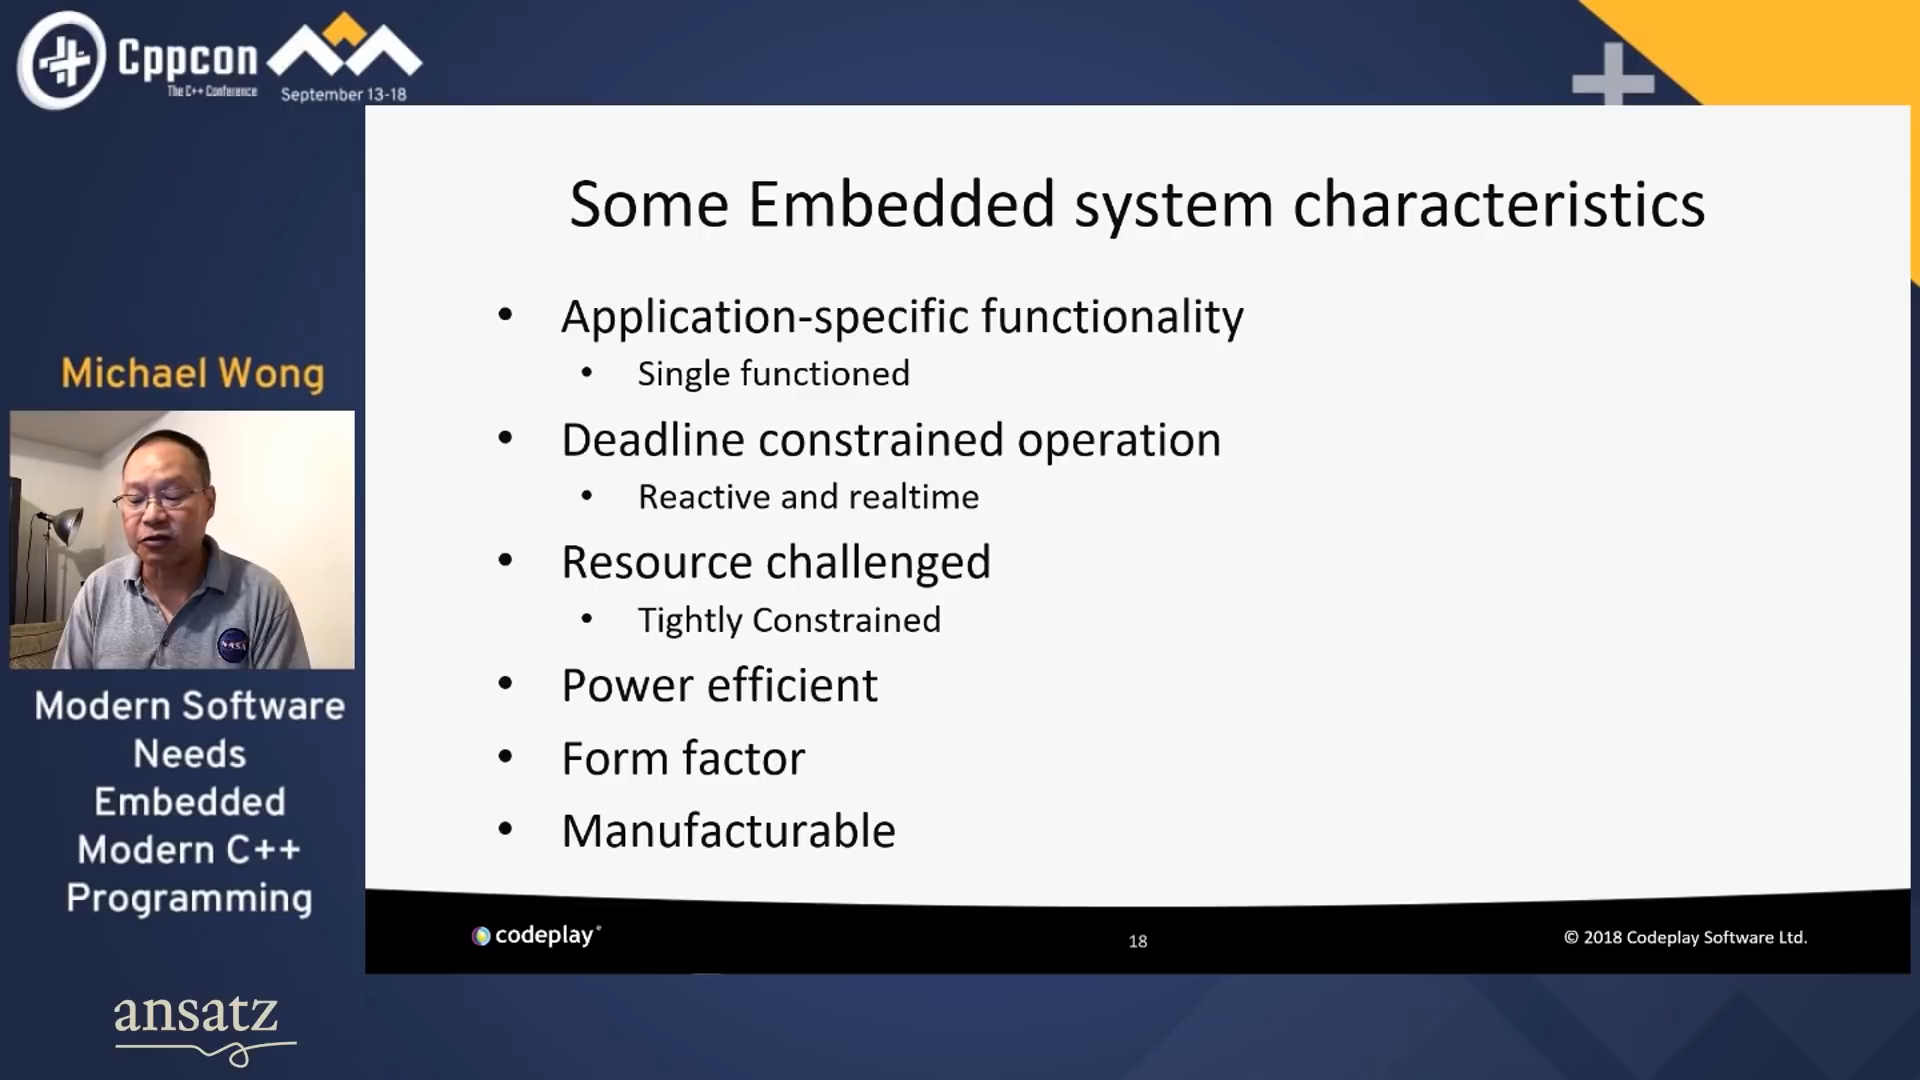 Cppcon
The C++ Conference
September 13-18
Some Embedded system characteristics
• Application-specific functionality
• Single functioned
• Deadline constrained operation
• Reactive and realtime
• Resource challenged
• Tightly Constrained
• Power efficient
• Form factor
• Manufacturable
codeplay
18
© 2018 Codeplay Software Ltd.
Michael Wong
NASA
Modern Software
Needs
Embedded
Modern C++
Programming
ansatz